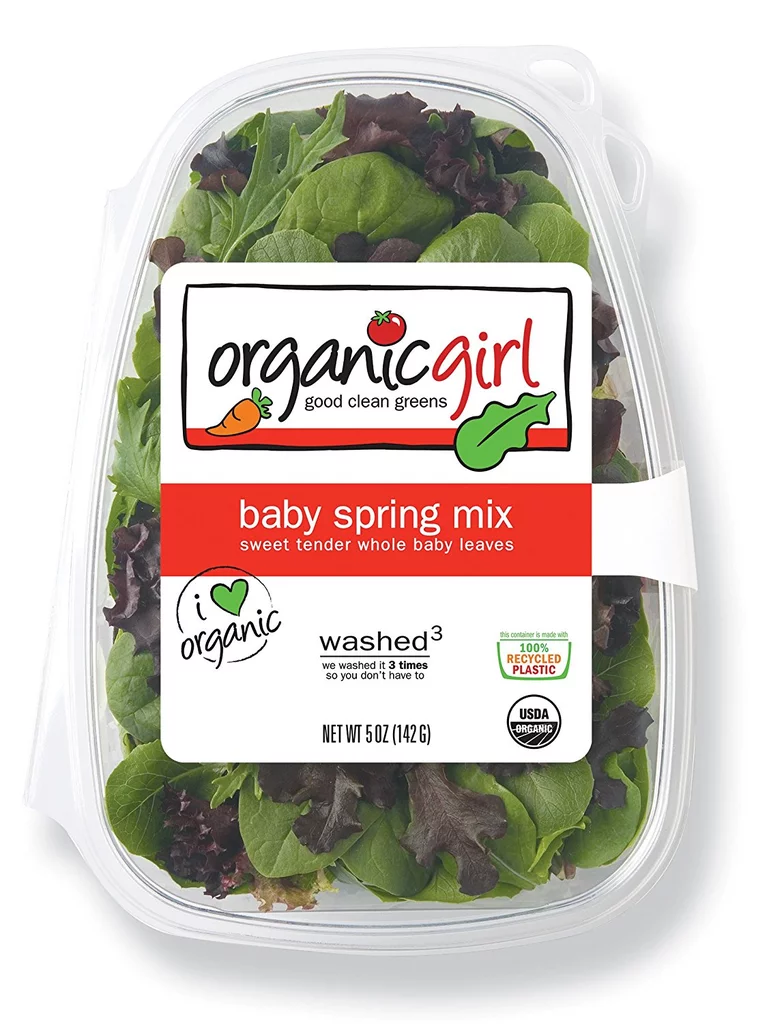 organicgirl
good clean greens
baby spring mix
sweet tender whole baby leaves
i
organic
washed³
we washed it 3 times
so you don't have to
this container is made with
100%
RECYCLED
PLASTIC
NET WT 5 OZ (142 G)
USDA
ORGANIC